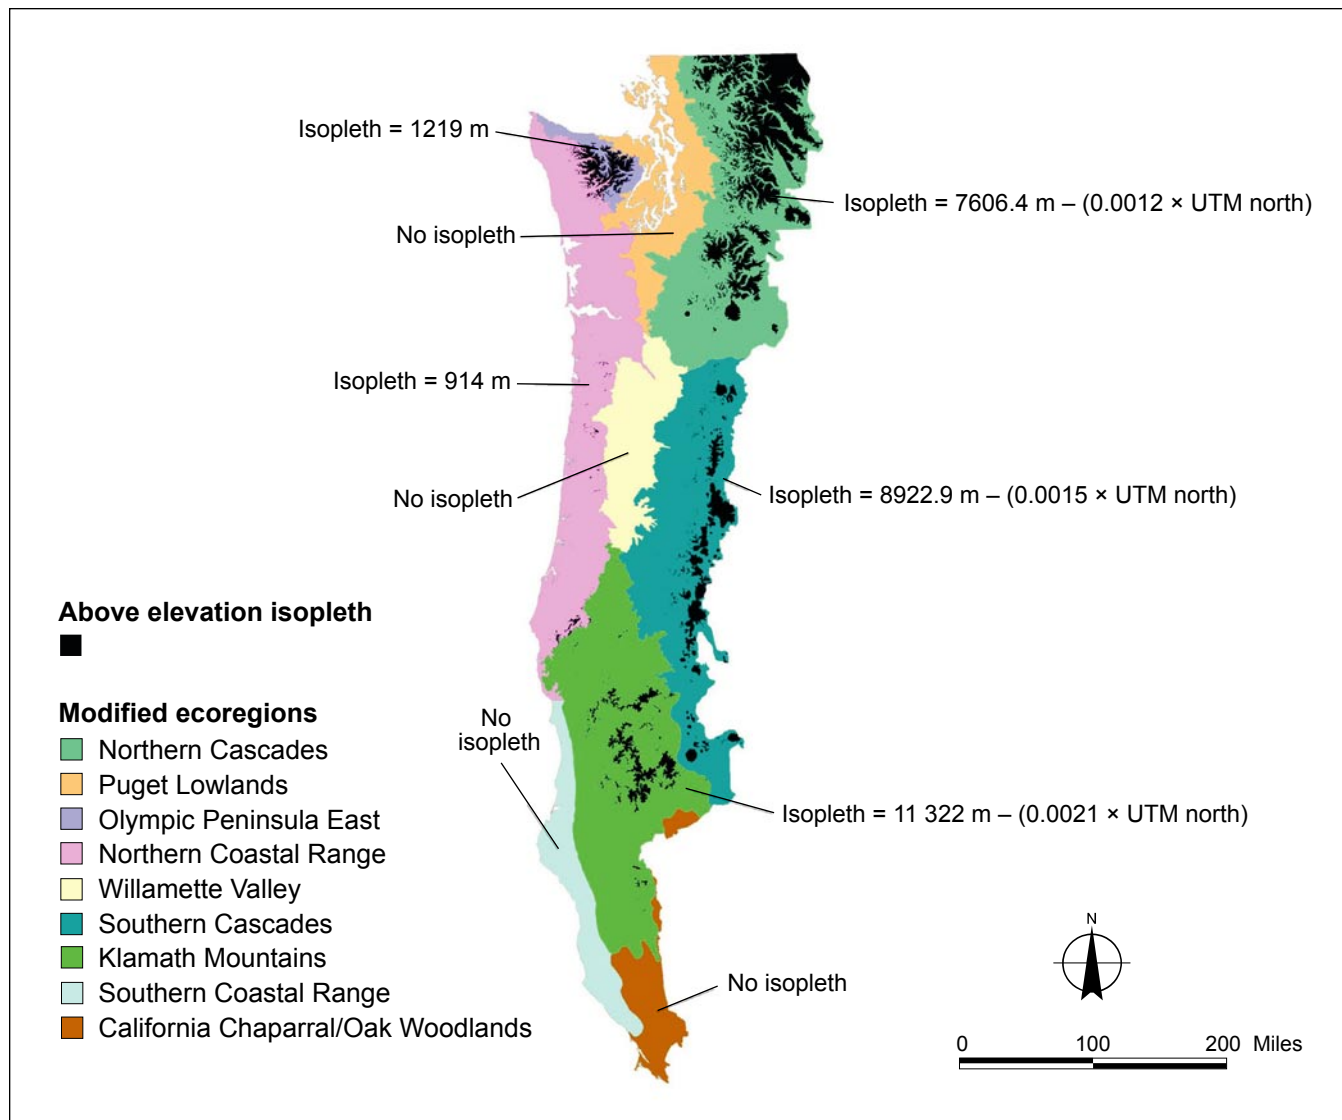 Isopleth = 1219 m
Isopleth = 7606.4 m – (0.0012 × UTM north)
No isopleth
Isopleth = 914 m
No isopleth
Isopleth = 8922.9 m – (0.0015 × UTM north)
Above elevation isopleth
Modified ecoregions
Northern Cascades
Puget Lowlands
Olympic Peninsula East
Northern Coastal Range
Willamette Valley
Southern Cascades
Klamath Mountains
Southern Coastal Range
California Chaparral/Oak Woodlands
No
isopleth
Isopleth = 11 322 m – (0.0021 × UTM north)
No isopleth
N
0 100 200 Miles